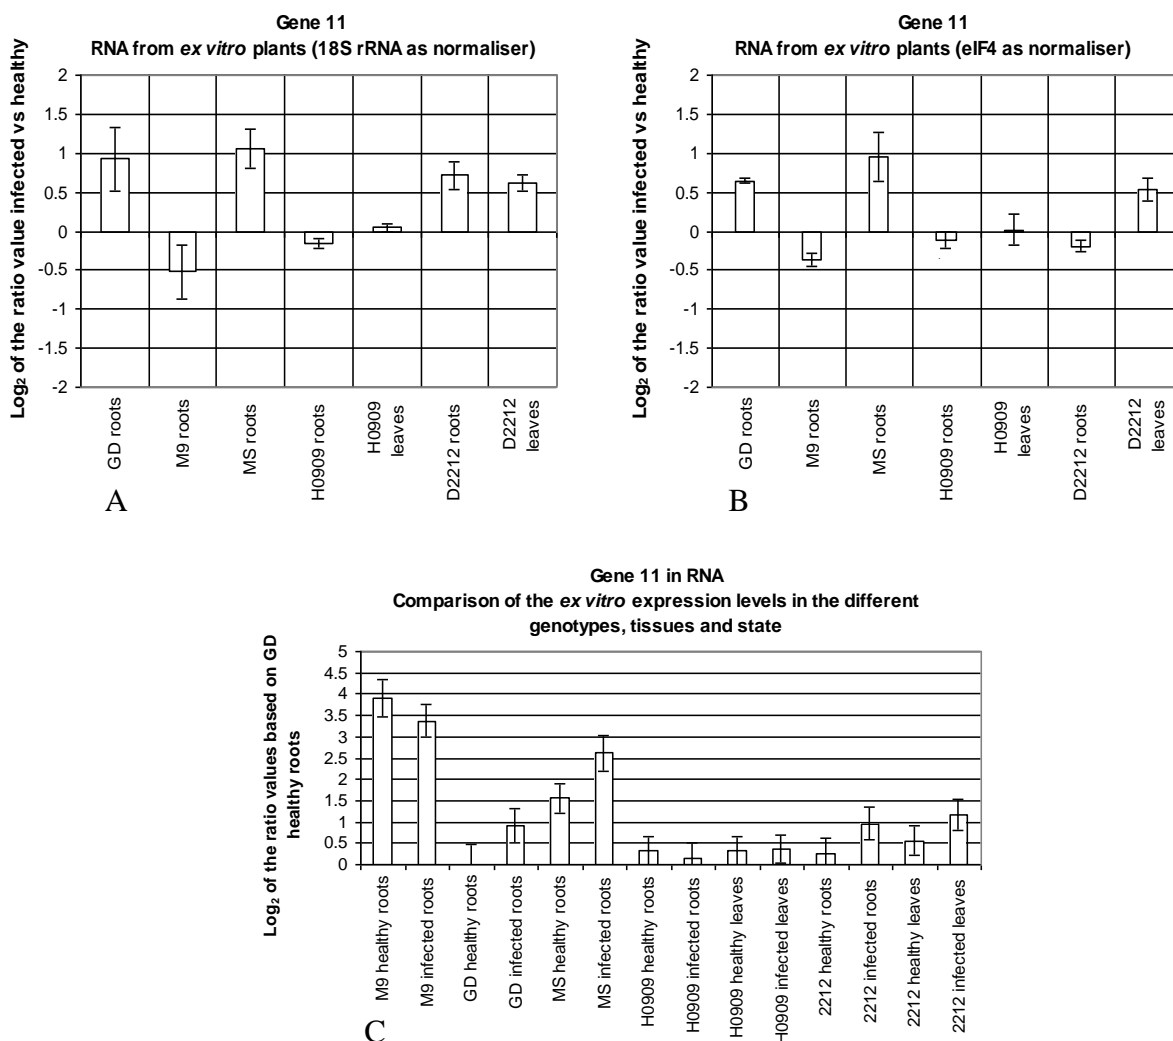 Gene 11
RNA from ex vitro plants (18S rRNA as normaliser)
Log2 of the ratio value infected vs healthy
2
1.5
1
0.5
0
-0.5
-1
-1.5
-2
GD roots
M9 roots
MS roots
H0909 roots
H0909
leaves
D2212 roots
D2212
leaves
A
Gene 11
RNA from ex vitro plants (eIF4 as normaliser)
Log2 of the ratio value infected vs healthy
2
1.5
1
0.5
0
-0.5
-1
-1.5
-2
GD roots
M9 roots
MS roots
H0909 roots
H0909
leaves
D2212 roots
D2212
leaves
B
Gene 11 in RNA
Comparison of the ex vitro expression levels in the different
genotypes, tissues and state
Log2 of the ratio values based on GD
healthy roots
5
4.5
4
3.5
3
2.5
2
1.5
1
0.5
0
M9 healthy roots
M9 infected roots
GD healthy roots
GD infected roots
MS healthy roots
MS infected roots
H0909 healthy roots
H0909 infected roots
H0909 healthy leaves
H0909 infected leaves
2212 healthy roots
2212 infected roots
2212 healthy leaves
2212 infected leaves
C